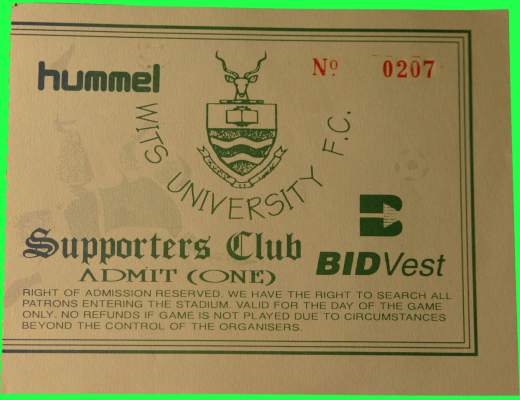 hummel
Nº 0207
WITS UNIVERSITY F.C.
Supporters Club
ADMIT (ONE)
BIDVest
RIGHT OF ADMISSION RESERVED. WE HAVE THE RIGHT TO SEARCH ALL
PATRONS ENTERING THE STADIUM. VALID FOR THE DAY OF THE GAME
ONLY. NO REFUNDS IF GAME IS NOT PLAYED DUE TO CIRCUMSTANCES
BEYOND THE CONTROL OF THE ORGANISERS.